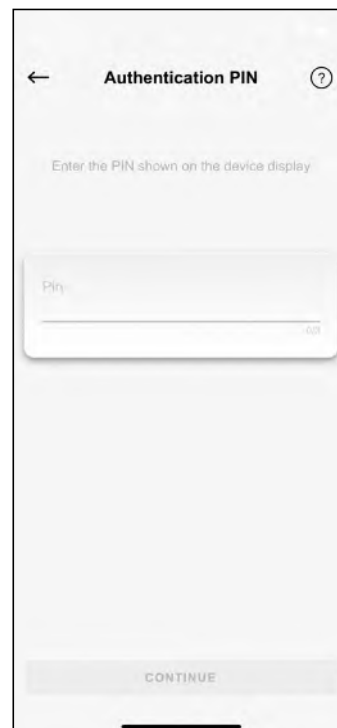 Authentication PIN
?
Enter the PIN shown on the device display
Pin
CONTINUE